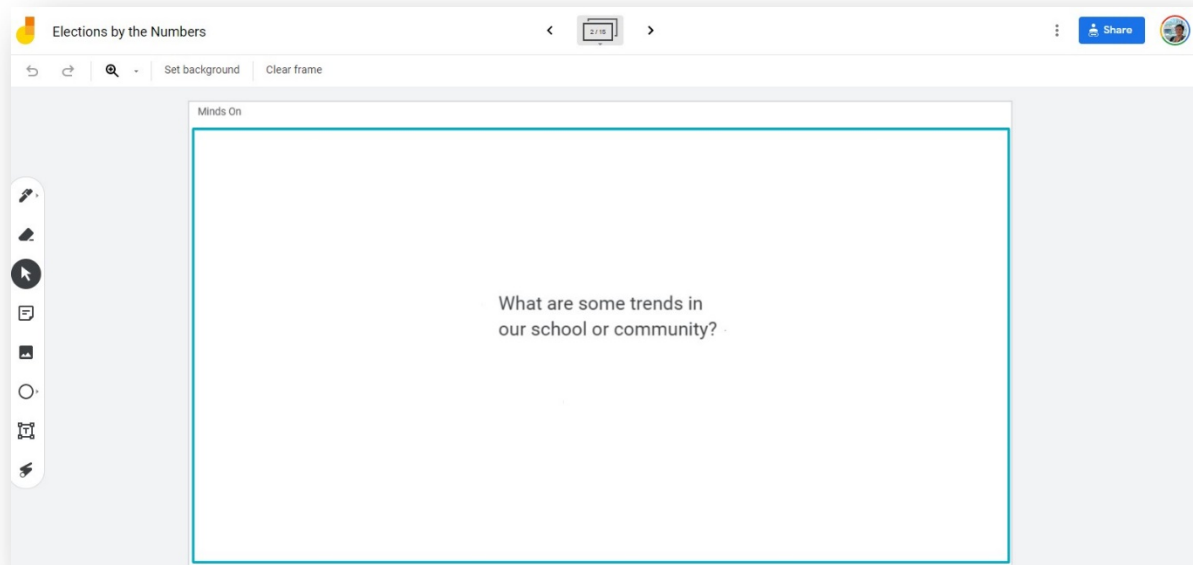 Elections by the Numbers
2 / 15
Share
Set background
Clear frame
Minds On
What are some trends in
our school or community?